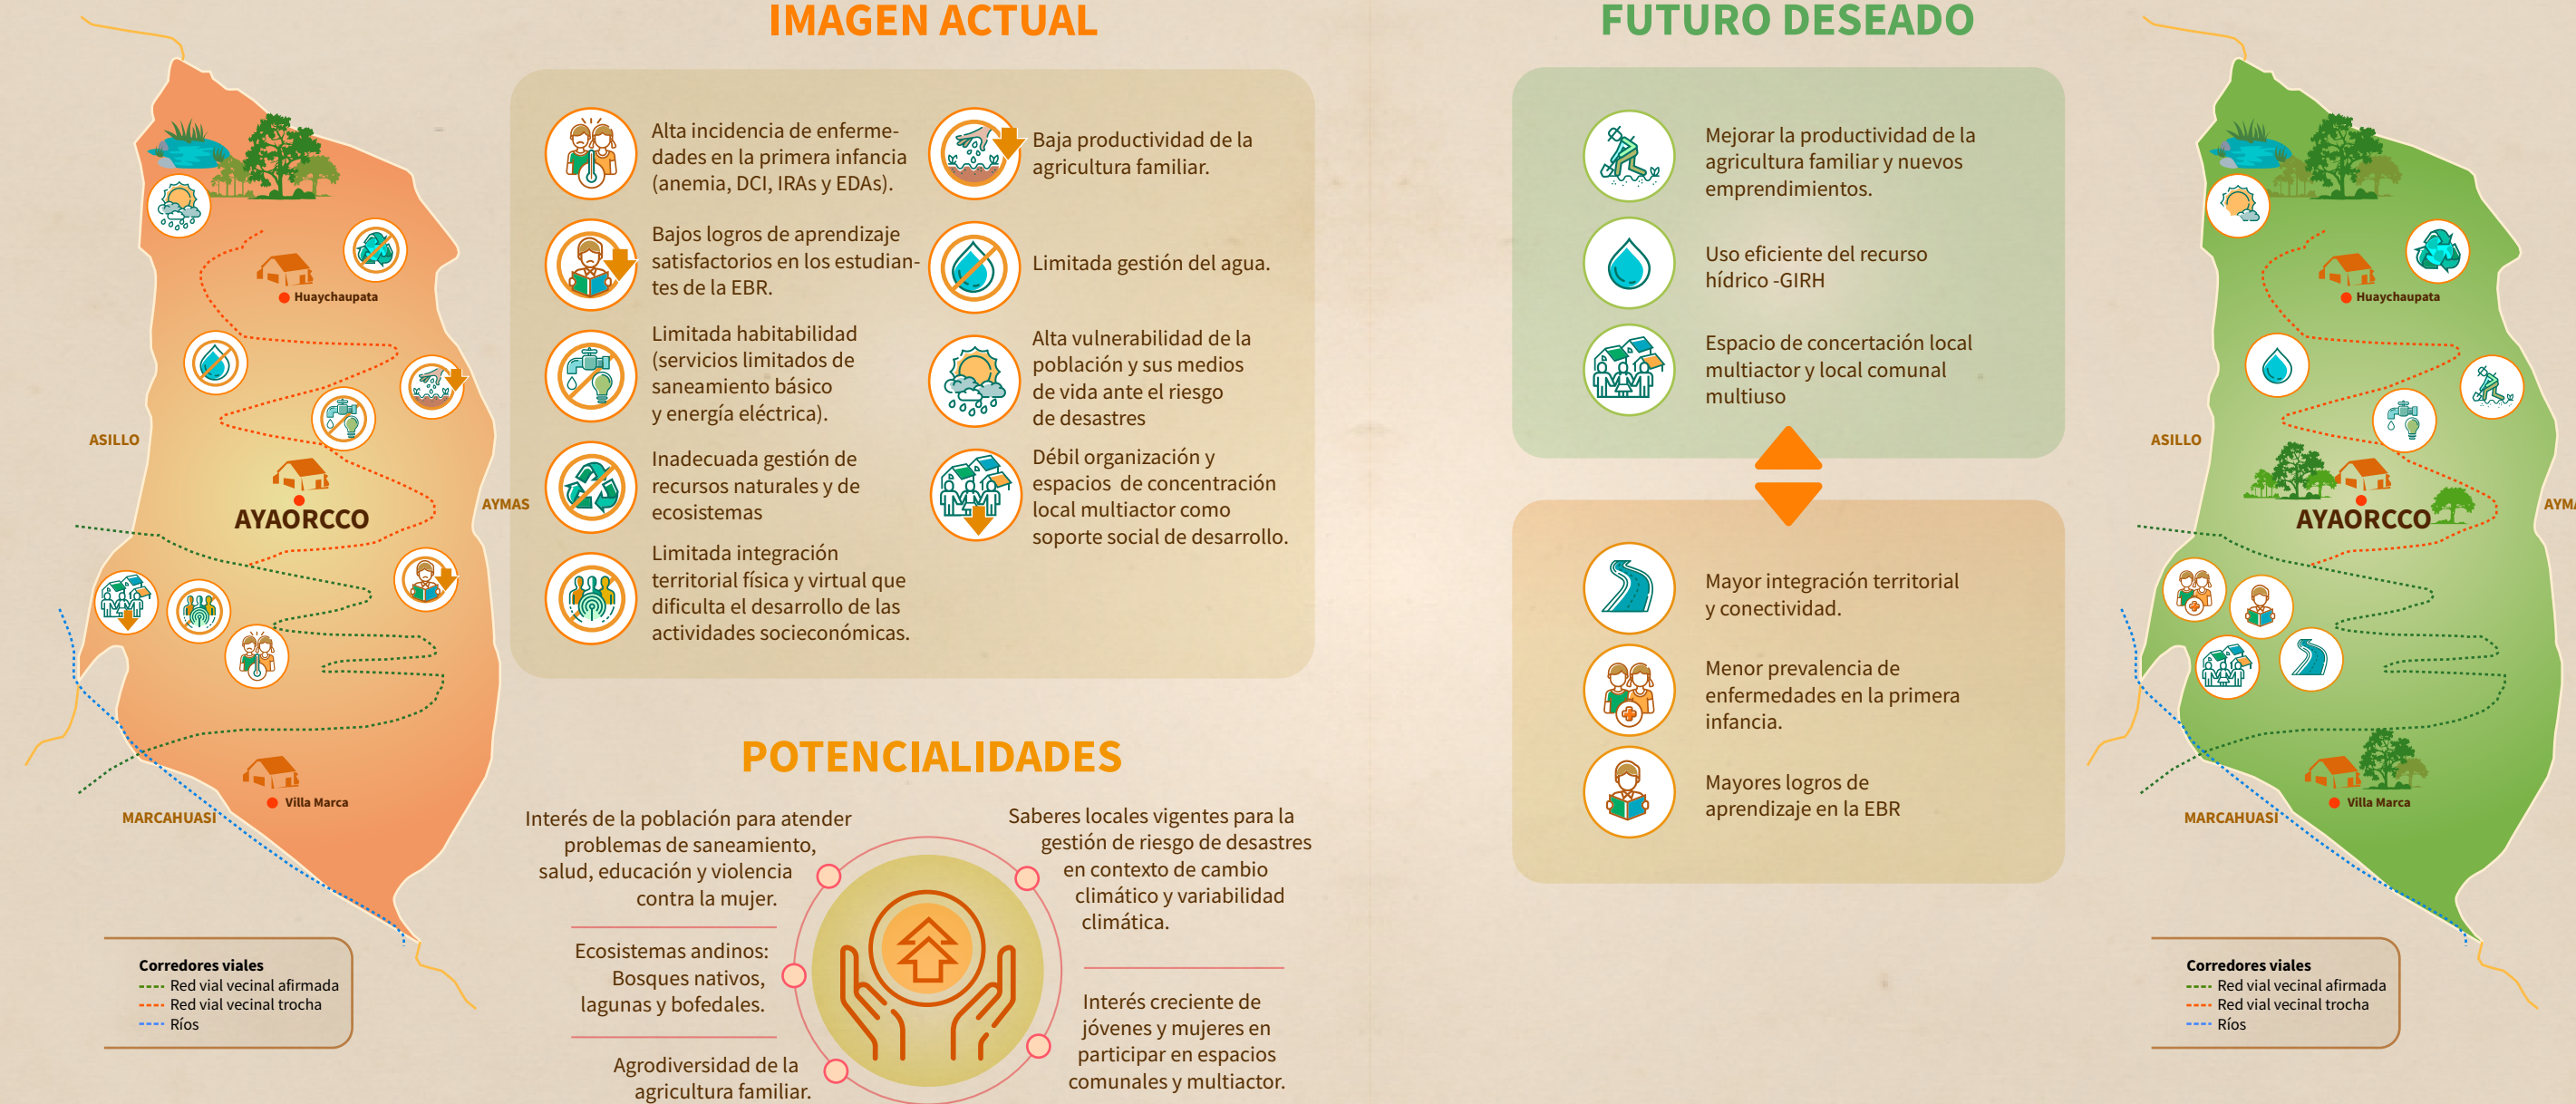 IMAGEN ACTUAL
Alta incidencia de enferme-
dades en la primera infancia
(anemia, DCI, IRAs y EDAs).
Bajos logros de aprendizaje
satisfactorios en los estudian-
tes de la EBR.
Limitada habitabilidad
(servicios limitados de
saneamiento básico
y energía eléctrica).
Inadecuada gestión de
recursos naturales y de
ecosistemas
Limitada integración
territorial física y virtual que
dificulta el desarrollo de las
actividades socieconómicas.
Baja productividad de la
agricultura familiar.
Limitada gestión del agua.
Alta vulnerabilidad de la
población y sus medios
de vida ante el riesgo
de desastres
Débil organización y
espacios de concentración
local multiactor como
soporte social de desarrollo.
Huaychaupata
ASILLO
AYMAS
AYAORCCO
Villa Marca
MARCAHUASI
Corredores viales
Red vial vecinal afirmada
Red vial vecinal trocha
Ríos
POTENCIALIDADES
Interés de la población para atender
problemas de saneamiento,
salud, educación y violencia
contra la mujer.
Ecosistemas andinos:
Bosques nativos,
lagunas y bofedales.
Agrodiversidad de la
agricultura familiar.
Saberes locales vigentes para la
gestión de riesgo de desastres
en contexto de cambio
climático y variabilidad
climática.
Interés creciente de
jóvenes y mujeres en
participar en espacios
comunales y multiactor.
FUTURO DESEADO
Mejorar la productividad de la
agricultura familiar y nuevos
emprendimientos.
Uso eficiente del recurso
hídrico -GIRH
Espacio de concertación local
multiactor y local comunal
multiuso
Mayor integración territorial
y conectividad.
Menor prevalencia de
enfermedades en la primera
infancia.
Mayores logros de
aprendizaje en la EBR
Huaychaupata
ASILLO
AYAORCCO
Villa Marca
MARCAHUASI
Corredores viales
Red vial vecinal afirmada
Red vial vecinal trocha
Ríos